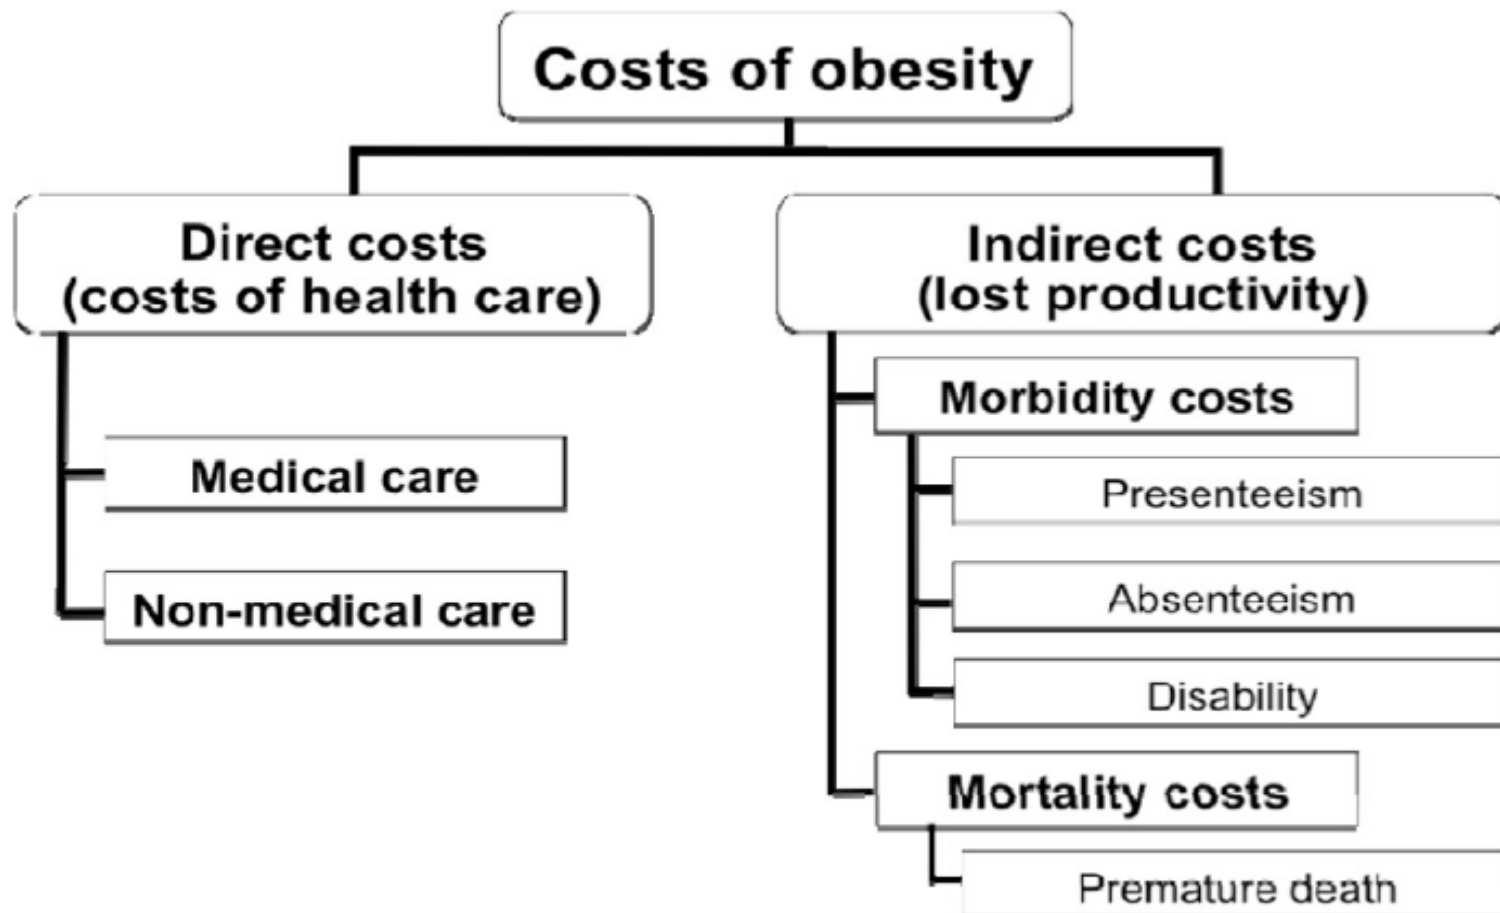 Costs of obesity
Direct costs
(costs of health care)
Medical care
Non-medical care
Indirect costs
(lost productivity)
Morbidity costs
Presenteeism
Absenteeism
Disability
Mortality costs
Premature death